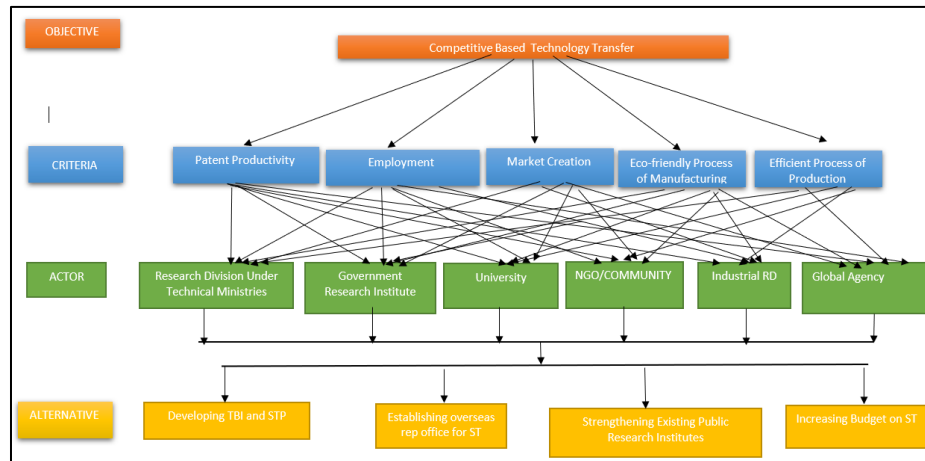 OBJECTIVE
Competitive Based Technology Transfer
CRITERIA
Patent Productivity
Employment
Market Creation
Eco-friendly Process
of Manufacturing
Efficient Process of
Production
ACTOR
Research Division Under
Technical Ministries
Government
Research Institute
University
NGO/COMMUNITY
Industrial RD
Global Agency
ALTERNATIVE
Developing TBI and STP
Establishing overseas
rep office for ST
Strengthening Existing Public
Research Institutes
Increasing Budget on ST